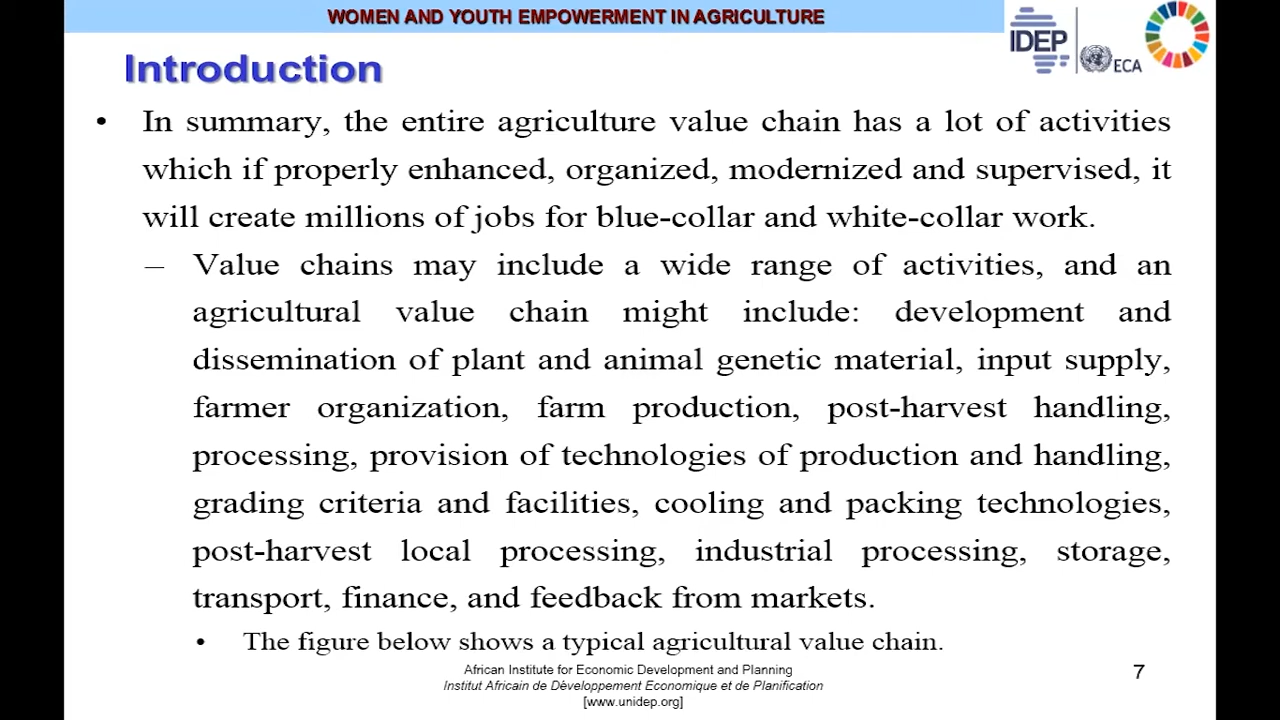 WOMEN AND YOUTH EMPOWERMENT IN AGRICULTURE
IDEP
ECA
Introduction
• In summary, the entire agriculture value chain has a lot of activities
which if properly enhanced, organized, modernized and supervised, it
will create millions of jobs for blue-collar and white-collar work.
– Value chains may include a wide range of activities, and an
agricultural value chain might include: development and
dissemination of plant and animal genetic material, input supply,
farmer organization, farm production, post-harvest handling,
processing, provision of technologies of production and handling,
grading criteria and facilities, cooling and packing technologies,
post-harvest local processing, industrial processing, storage,
transport, finance, and feedback from markets.
• The figure below shows a typical agricultural value chain.
African Institute for Economic Development and Planning
Institut Africain de Développement Economique et de Planification
[www.unidep.org]
7